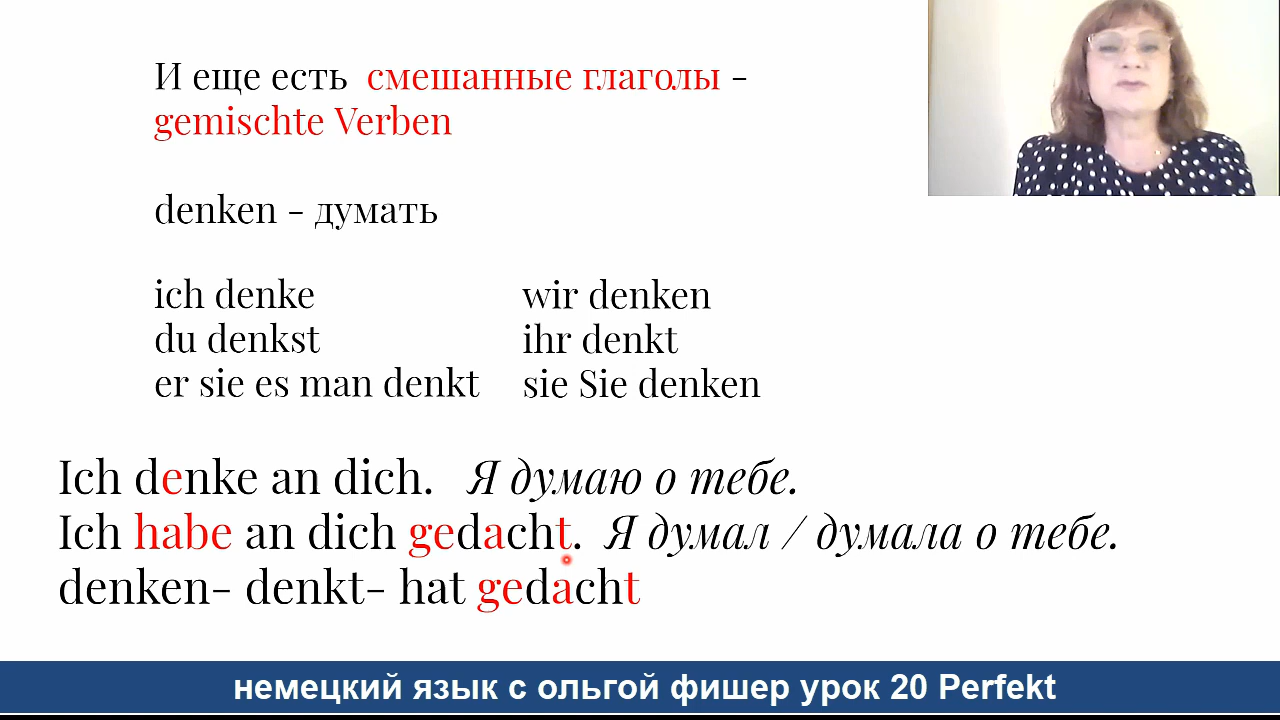 И еще есть смешанные глаголы -
gemischte Verben
denken - думать
ich denke wir denken
du denkst ihr denkt
er sie es man denkt sie Sie denken
Ich denke an dich. Я думаю о тебе.
Ich habe an dich gedacht. Я думал / думала о тебе.
denken- denkt- hat gedacht
немецкий язык с ольгой фишер урок 20 Perfekt